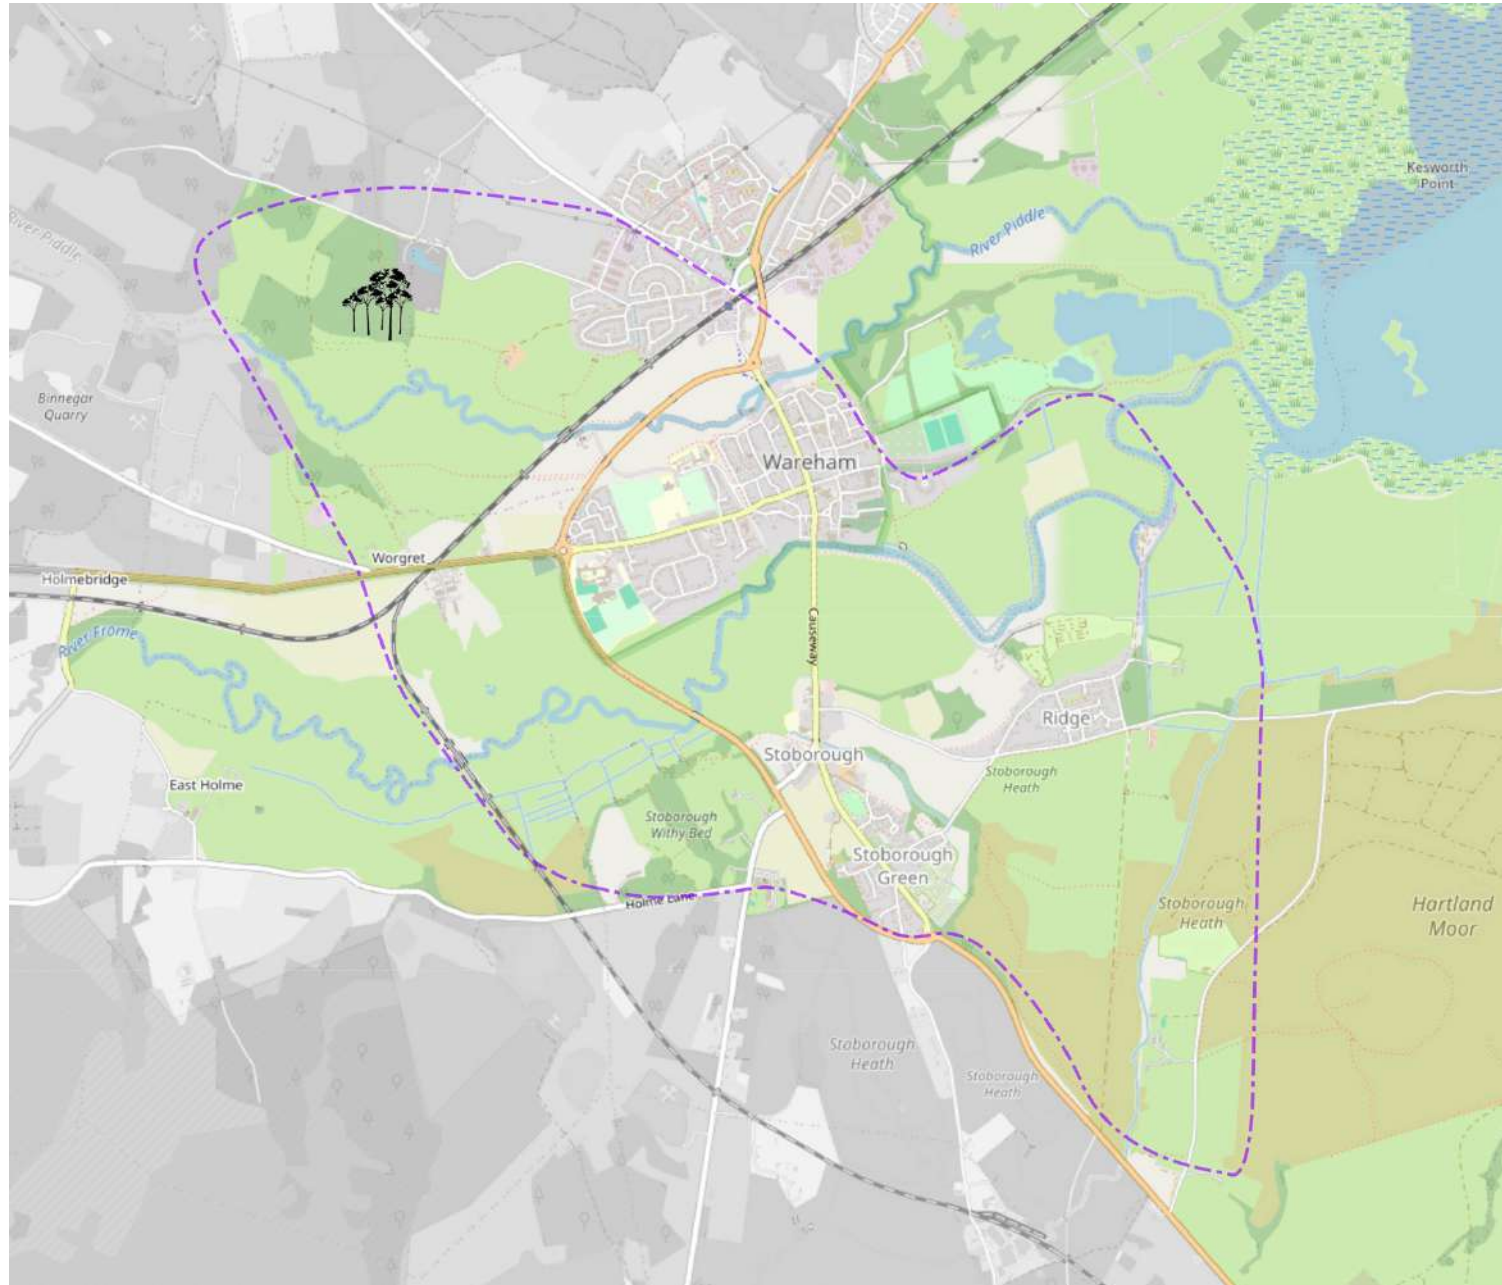 Kesworth
Point
River Piddle
River Piddle
Binnegar
Quarry
Wareham
Worgret
Holmebridge
River Frome
Causeway
Ridge
Stoborough
East Holme
Stoborough
Heath
Stoborough
Withy Bed
Stoborough
Green
Holme Lane
Stoborough
Heath
Hartland
Moor
Stoborough
Heath
Stoborough
Heath